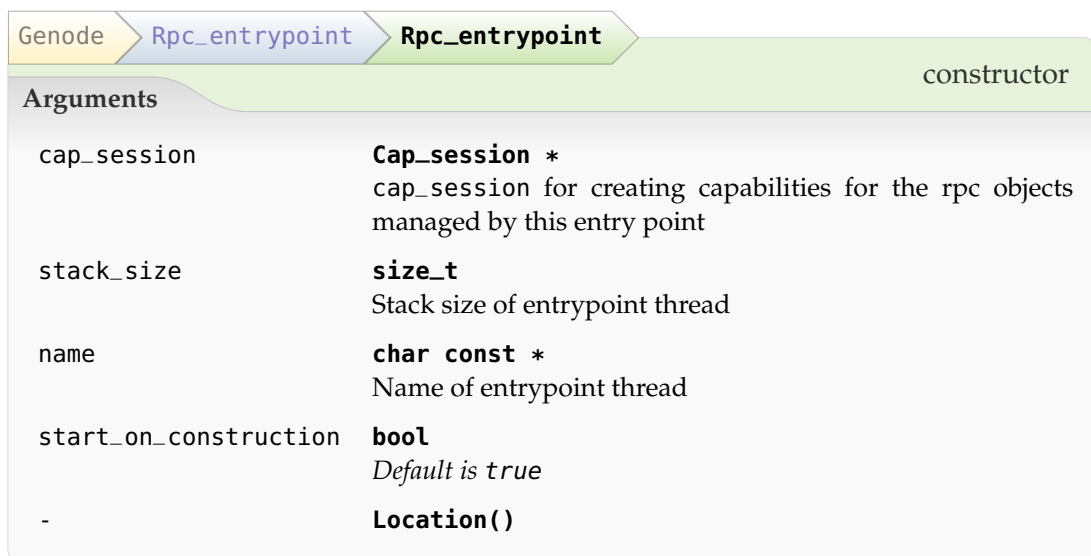 Genode Rpc_entrypoint Rpc_entrypoint
constructor
Arguments
cap_session Cap_session *
cap_session for creating capabilities for the rpc objects
managed by this entry point
stack_size size_t
Stack size of entrypoint thread
name char const *
Name of entrypoint thread
start_on_construction bool
Default is true
- Location()